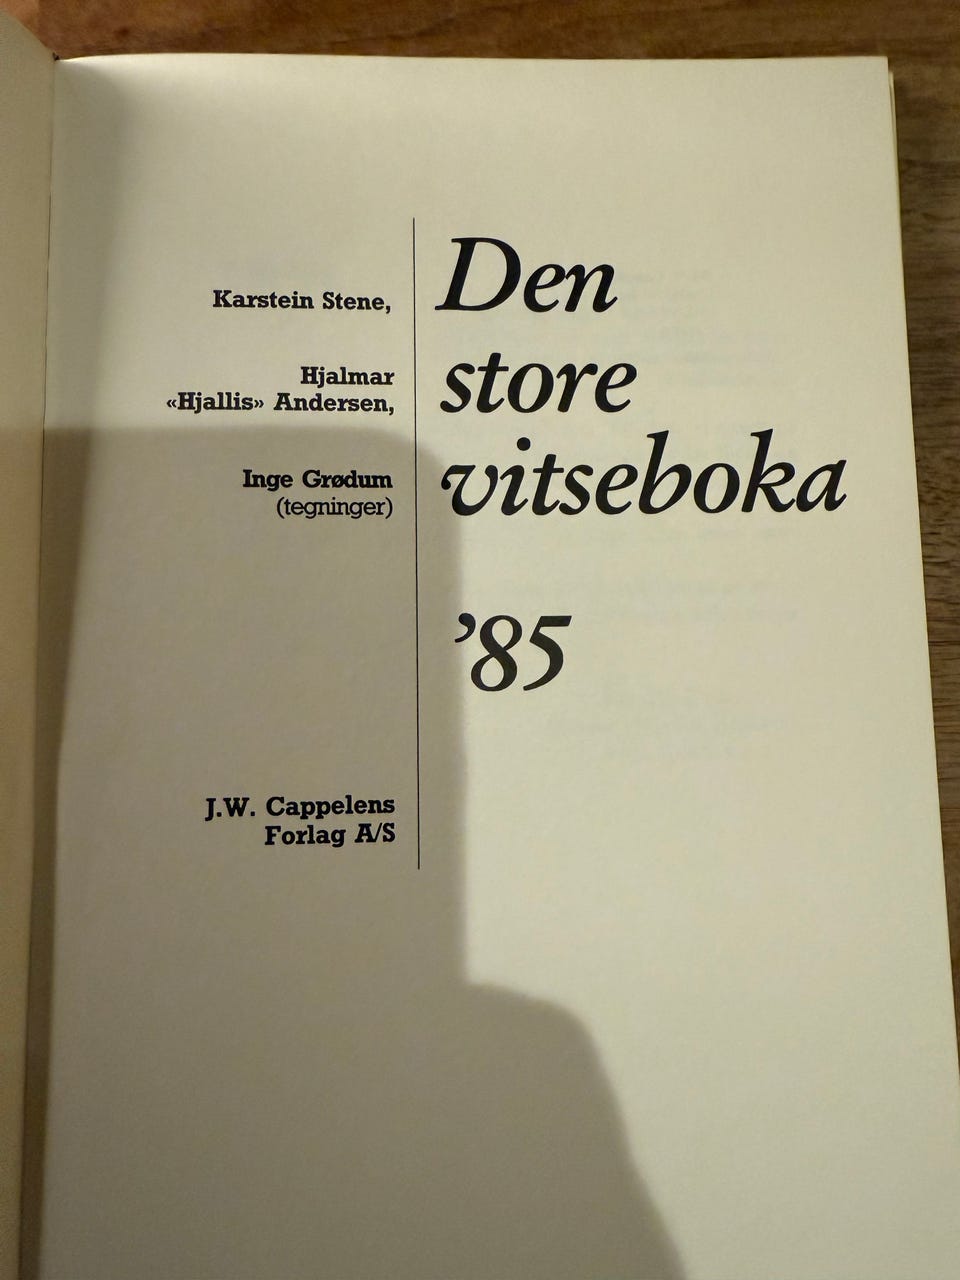 Karstein Stene,
Hjalmar
«Hjallis» Andersen,
Inge Grødum
(tegninger)
Den
store
vitseboka
’85
J.W. Cappelens
Forlag A/S